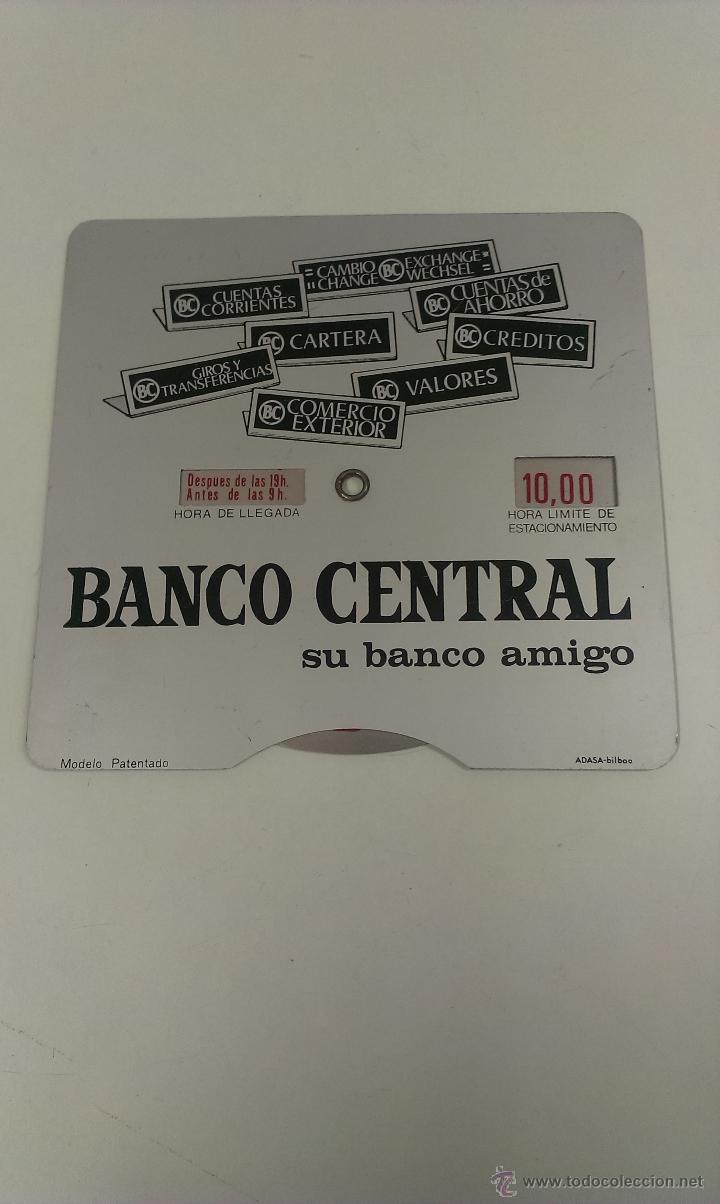 " CAMBIO BC EXCHANGE "
" CHANGE WECHSEL "
BC CUENTAS
CORRIENTES
BC CUENTAS de
AHORRO
BC CARTERA
BC CREDITOS
BC GIROS Y
TRANSFERENCIAS
BC VALORES
BC COMERCIO
EXTERIOR
Despues de las 19h.
Antes de las 9h.
HORA DE LLEGADA
10,00
HORA LIMITE DE
ESTACIONAMIENTO
BANCO CENTRAL
su banco amigo
Modelo Patentado
ADASA-bilbao
www.todocoleccion.net